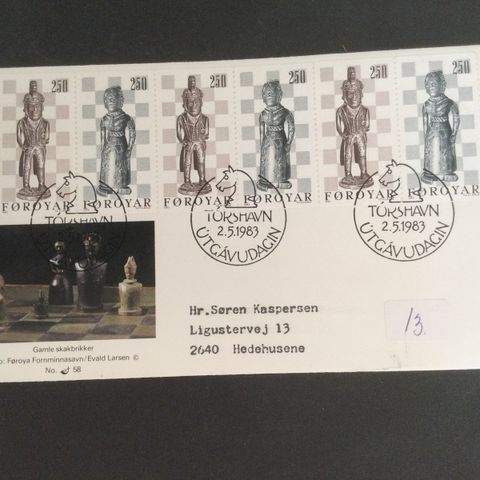 250 250 250 250 250 250
FØROYAR FØROYAR FØROYAR FØROYAR FØROYAR FØROYAR
TÓRSHAVN
2.5.1983
ÚTGÁVUDAGIN
TÓRSHAVN
2.5.1983
ÚTGÁVUDAGIN
TÓRSHAVN
2.5.1983
ÚTGÁVUDAGIN
Gamle skakbrikker
Føroya Fornminnasavn/Evald Larsen ©
No. 58
Hr.Søren Kaspersen
Ligustervej 13
2640 Hedehusene
13.